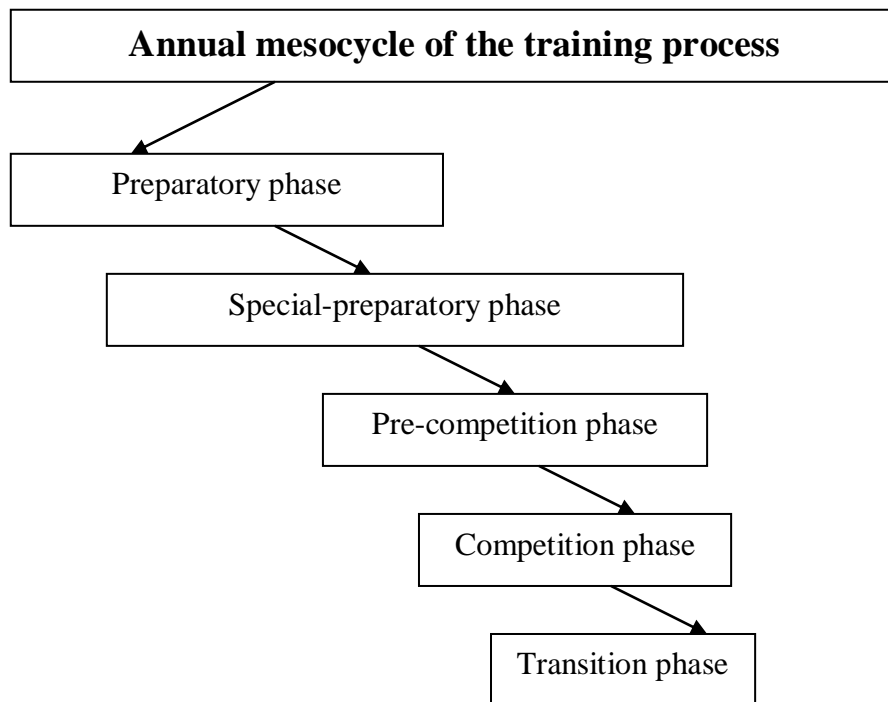 Annual mesocycle of the training process
Preparatory phase
Special-preparatory phase
Pre-competition phase
Competition phase
Transition phase